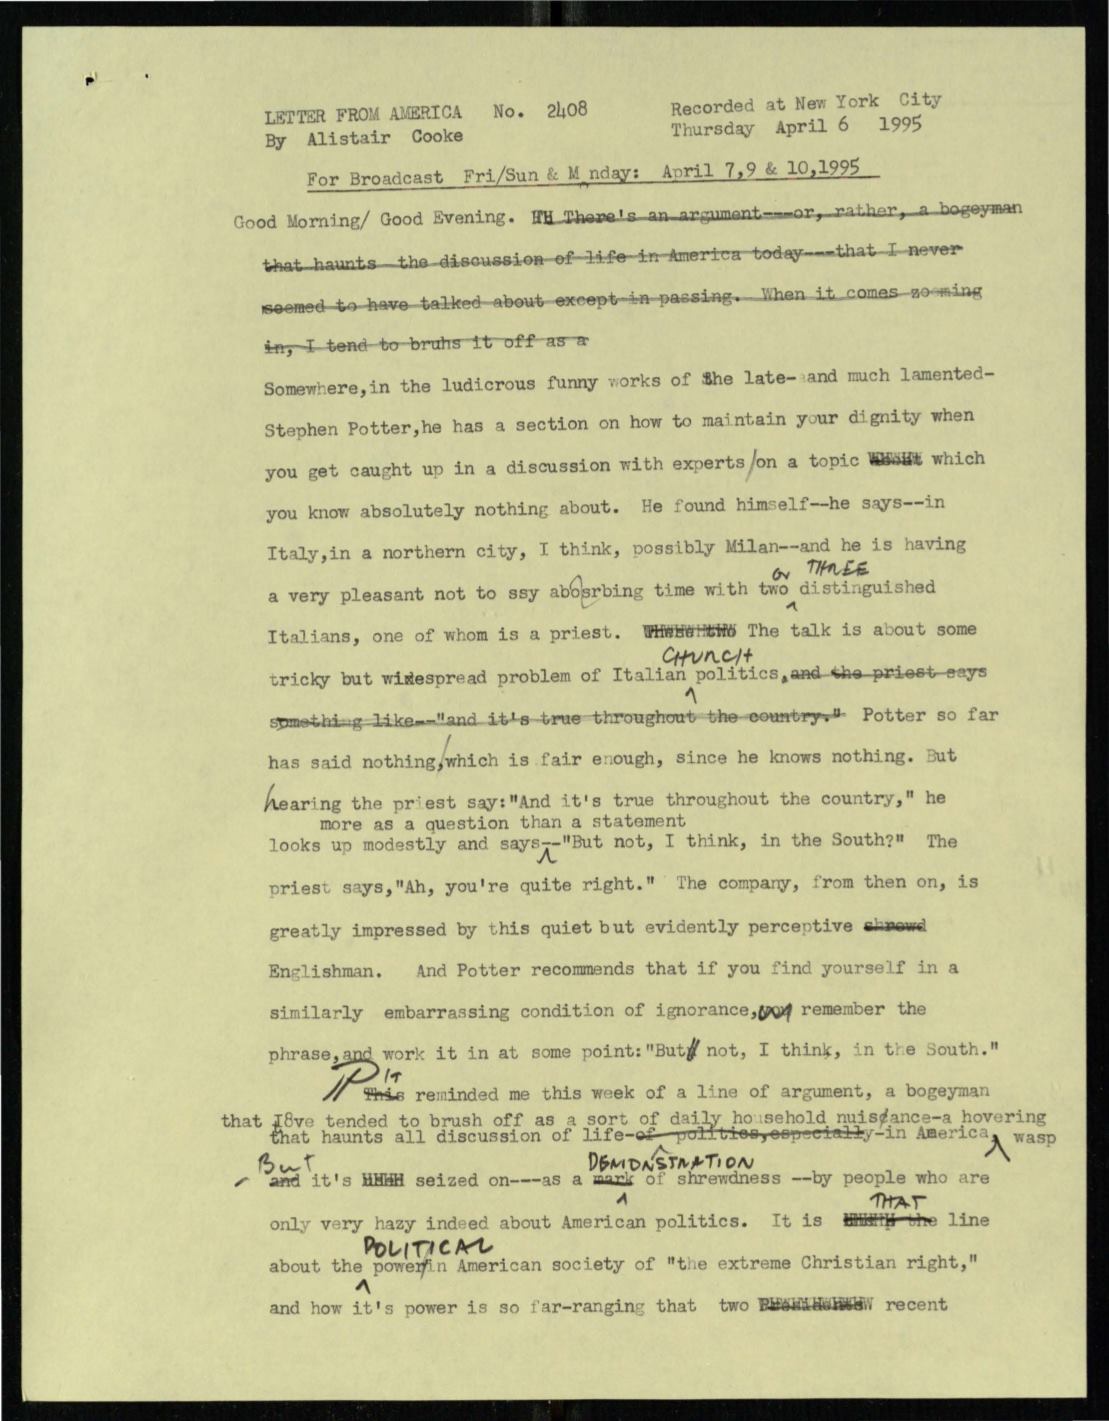 LETTER FROM AMERICA No. 2408 Recorded at New York City
By Alistair Cooke Thursday April 6 1995
For Broadcast Fri/Sun & M nday: April 7,9 & 10,1995
Good Morning/ Good Evening. There's an argument---or, rather, a bogeyman
that haunts the discussion of life in America today---that I never
seemed to have talked about except in passing. When it comes zooming
in, I tend to bruhs it off as a
Somewhere,in the ludicrous funny works of the late- and much lamented-
Stephen Potter,he has a section on how to maintain your dignity when
you get caught up in a discussion with experts/on a topic which
you know absolutely nothing about. He found himself--he says--in
Italy,in a northern city, I think, possibly Milan--and he is having
or THREE
a very pleasant not to ssy abosrbing time with two distinguished
Italians, one of whom is a priest. These two The talk is about some
CHURCH
tricky but widespread problem of Italian politics,and the priest says
something like--"and it's true throughout the country." Potter so far
has said nothing,/which is fair enough, since he knows nothing. But
hearing the priest say:"And it's true throughout the country," he
more as a question than a statement
looks up modestly and says--"But not, I think, in the South?" The
priest says,"Ah, you're quite right." The company, from then on, is
greatly impressed by this quiet but evidently perceptive shrewd
Englishman. And Potter recommends that if you find yourself in a
similarly embarrassing condition of ignorance, remember the
phrase,and work it in at some point:"But not, I think, in the South."
IT
This reminded me this week of a line of argument, a bogeyman
that I8ve tended to brush off as a sort of daily household nuisance-a hovering
that haunts all discussion of life-of politics,especially-in America, wasp
But DEMONSTRATION
and it's seized on---as a mark of shrewdness --by people who are
THAT
only very hazy indeed about American politics. It is the line
POLITICAL
about the power/in American society of "the extreme Christian right,"
and how it's power is so far-ranging that two Presidents recent